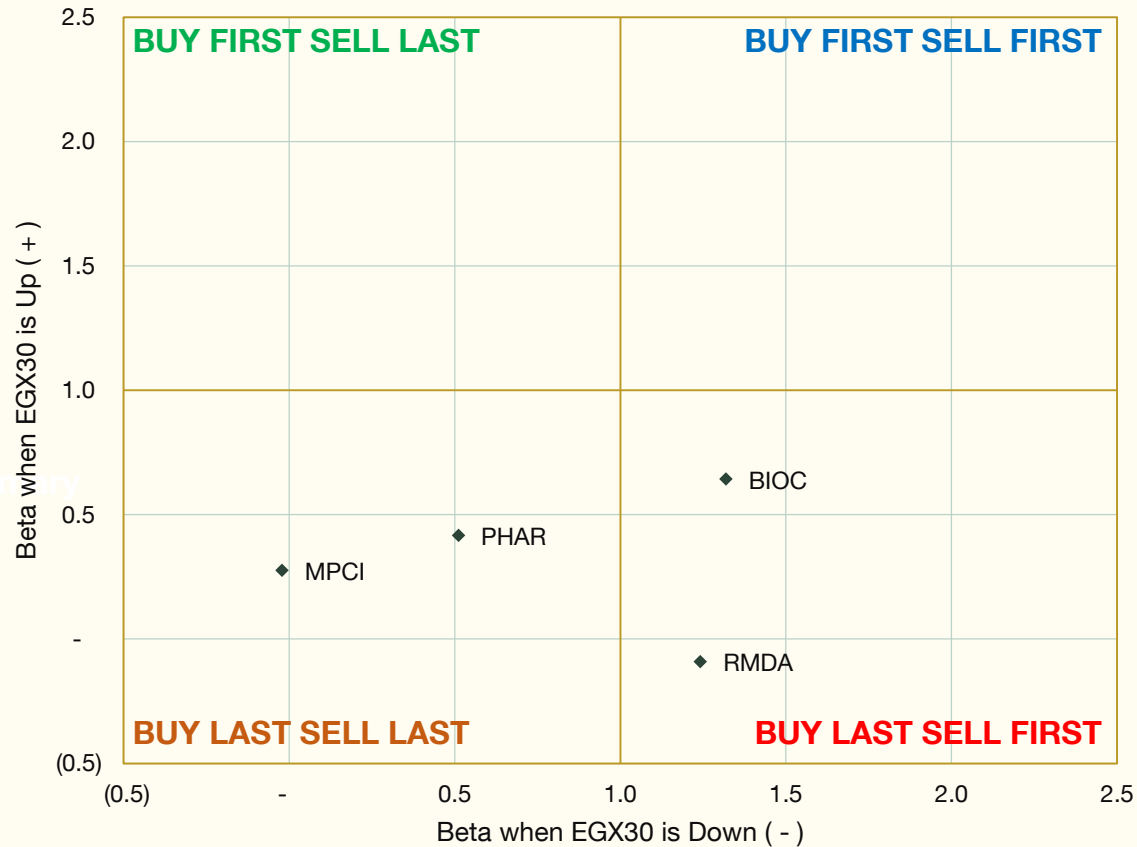 2.5
BUY FIRST SELL LAST
BUY FIRST SELL FIRST
2.0
1.5
Beta when EGX30 is Up ( + )
1.0
BIOC
0.5
PHAR
MPCI
-
RMDA
BUY LAST SELL LAST
BUY LAST SELL FIRST
(0.5)
(0.5) - 0.5 1.0 1.5 2.0 2.5
Beta when EGX30 is Down ( - )